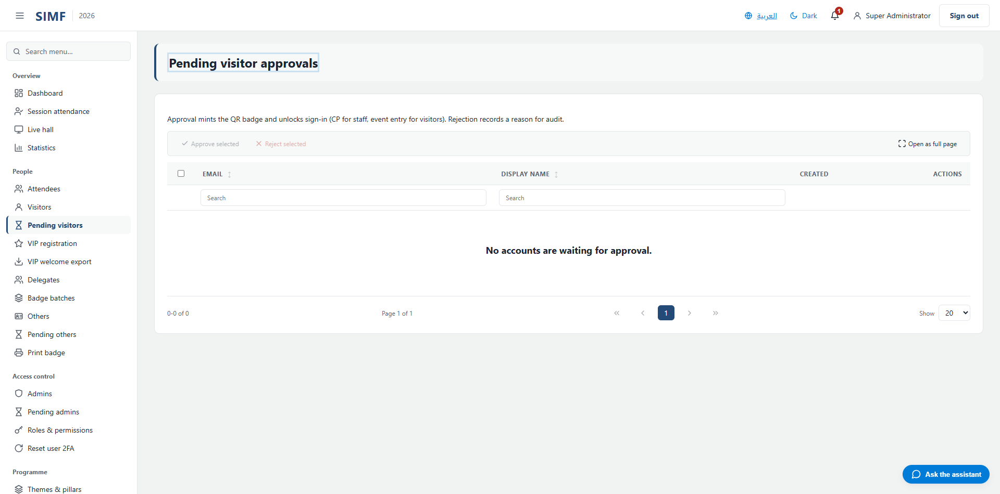 SIMF 2026
العربية
Dark
1
Super Administrator
Sign out
Search menu...
Overview
Dashboard
Session attendance
Live hall
Statistics
People
Attendees
Visitors
Pending visitors
VIP registration
VIP welcome export
Delegates
Badge batches
Others
Pending others
Print badge
Access control
Admins
Pending admins
Roles & permissions
Reset user 2FA
Programme
Themes & pillars
Pending visitor approvals
Approval mints the QR badge and unlocks sign-in (CP for staff, event entry for visitors). Rejection records a reason for audit.
Approve selected
Reject selected
Open as full page
EMAIL
DISPLAY NAME
CREATED
ACTIONS
Search
Search
No accounts are waiting for approval.
0-0 of 0
Page 1 of 1
« ‹ 1 › »
Show 20
Ask the assistant